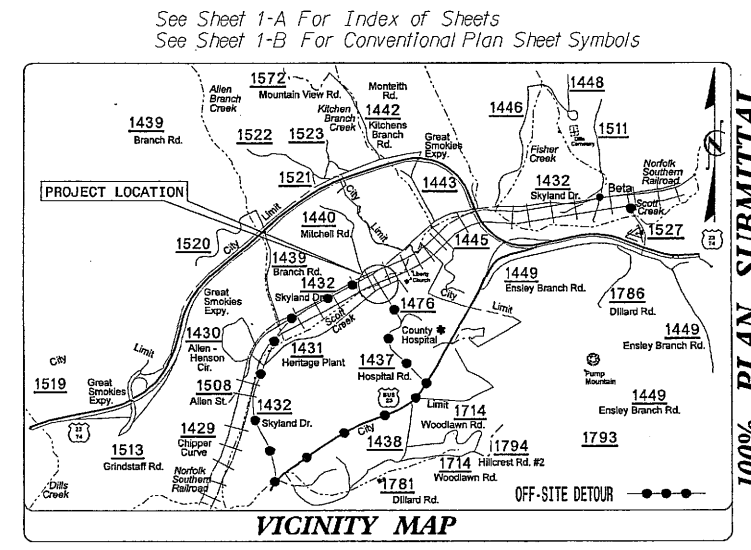 See Sheet 1-A For Index of Sheets
See Sheet 1-B For Conventional Plan Sheet Symbols
1572
Mountain View Rd.
Allen
Branch
Creek
1439
Branch Rd.
1522
1523
Kitchen
Branch
Creek
Monteith
Rd.
1442
Kitchens
Branch
Rd.
Great
Smokies
Expy.
1446
1448
1511
Dills
Cemetery
Fisher
Creek
1432
Skyland Dr.
Beta
Norfolk
Southern
Railroad
Scott
Creek
1527
1521
1443
PROJECT LOCATION
City
Limit
1440
Mitchell Rd.
City
Limit
1520
1445
1439
Branch Rd.
Liberty
Church
1432
Skyland Dr.
Great
Smokies
Expy.
Scott
Creek
1476
City
Limit
1449
Ensley Branch Rd.
1786
Dillard Rd.
1449
Ensley Branch Rd.
1430
Allen-
Henson
Cir.
1431
Heritage Plant
County
Hospital
1437
Hospital Rd.
Pump
Mountain
City
Limit
1519
Great
Smokies
Expy.
23
74
1508
Allen St.
1432
Skyland Dr.
BUS
23
City
Limit
1714
Woodlawn Rd.
1449
Ensley Branch Rd.
1793
1429
Chipper
Curve
1438
1794
Hillcrest Rd. #2
1714
Woodlawn Rd.
1513
Grindstaff Rd.
Norfolk
Southern
Railroad
1781
Dillard Rd.
Dills
Creek
OFF-SITE DETOUR
VICINITY MAP
100% PLAN SUBMITTAL